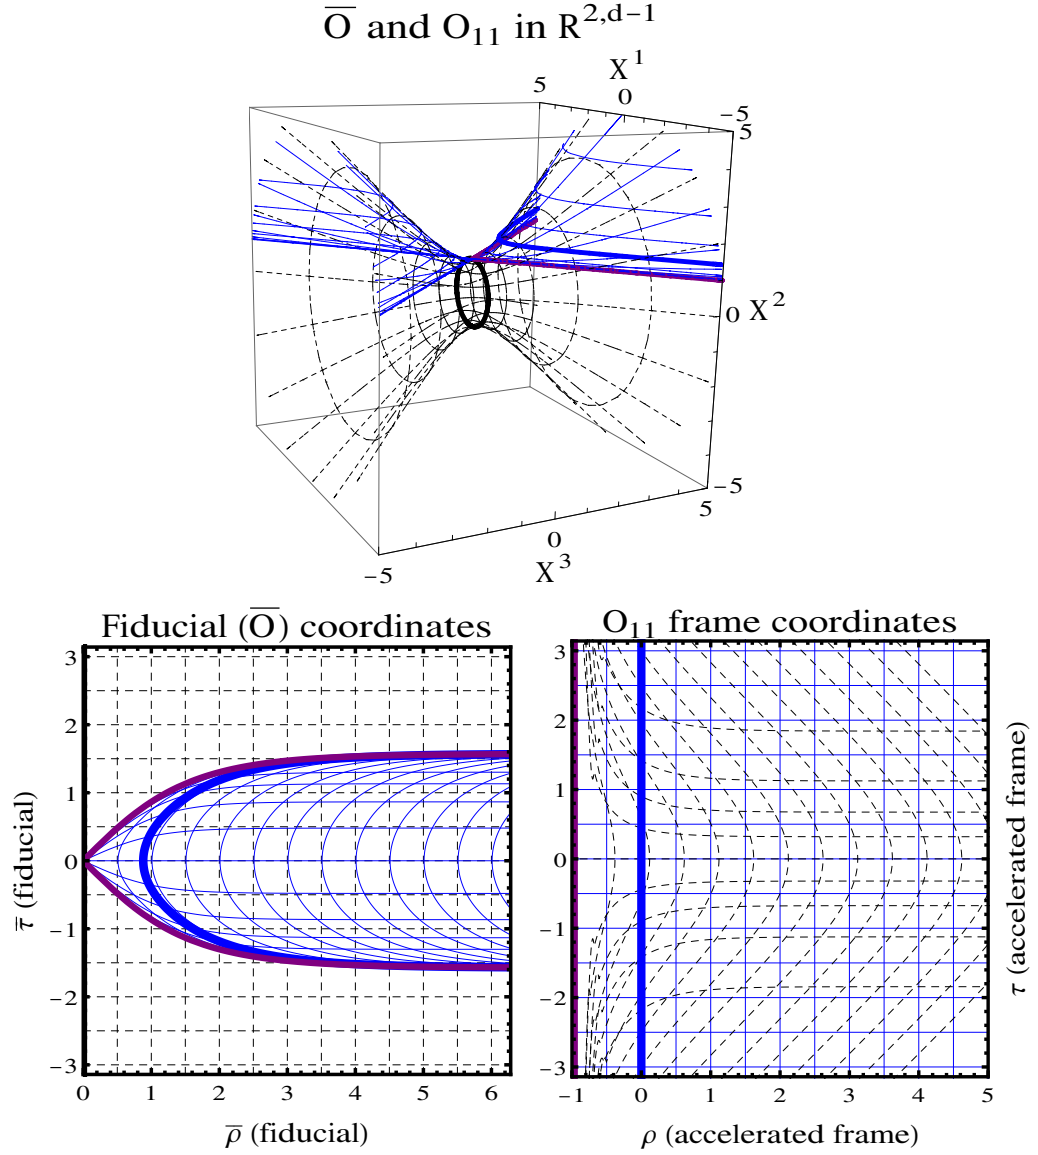 O̅ and O₁₁ in R^{2,d−1}
X¹
5
0
−5
5
0 X²
−5
5
0
X³
−5
Fiducial (O̅) coordinates
O₁₁ frame coordinates
3
2
1
0
−1
−2
−3
τ̅ (fiducial)
0 1 2 3 4 5 6
ρ̅ (fiducial)
3
2
1
0
−1
−2
−3
−1 0 1 2 3 4 5
ρ (accelerated frame)
τ (accelerated frame)